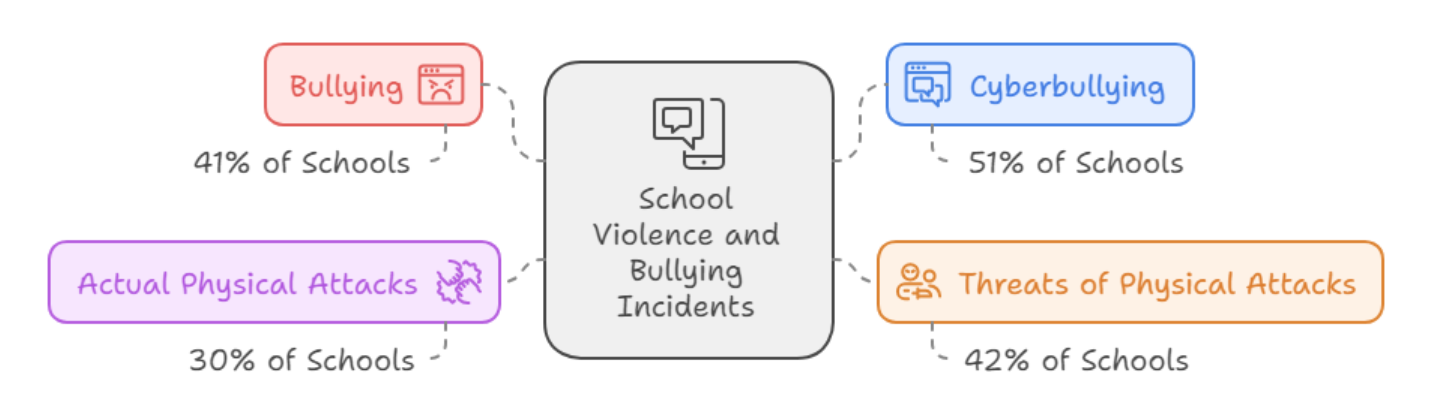 Bullying
41% of Schools
Cyberbullying
51% of Schools
School
Violence and
Bullying
Incidents
Actual Physical Attacks
30% of Schools
Threats of Physical Attacks
42% of Schools